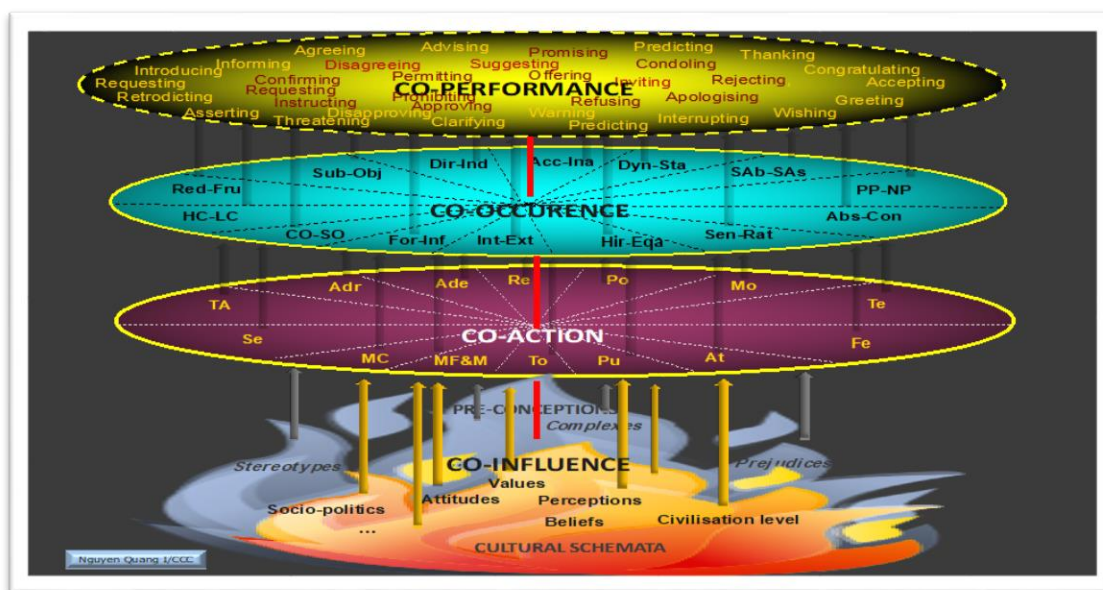 Agreeing Advising Promising Predicting Thanking
Introducing Informing Disagreeing Suggesting Condoling Congratulating
Requesting Confirming Permitting Offering Inviting Rejecting Accepting
CO-PERFORMANCE
Retrodicting Requesting Prohibiting Refusing Apologising Greeting
Instructing Approving
Asserting Disapproving Warning Interrupting Wishing
Threatening Clarifying Predicting
Dir-Ind Acc-Ina Dyn-Sta
Sub-Obj SAb-SAs
Red-Fru PP-NP
HC-LC CO-OCCURENCE Abs-Con
CO-SO For-Inf Int-Ext Hir-Eqa Sen-Rat
Adr Ade Re Po Mo
TA Te
Se CO-ACTION Fe
MC MF&M To Pu At
PRE-CONCEPTIONS
Complexes
Stereotypes CO-INFLUENCE Prejudices
Values
Attitudes Perceptions
Socio-politics Beliefs Civilisation level
...
CULTURAL SCHEMATA
Nguyen Quang 1/CCC